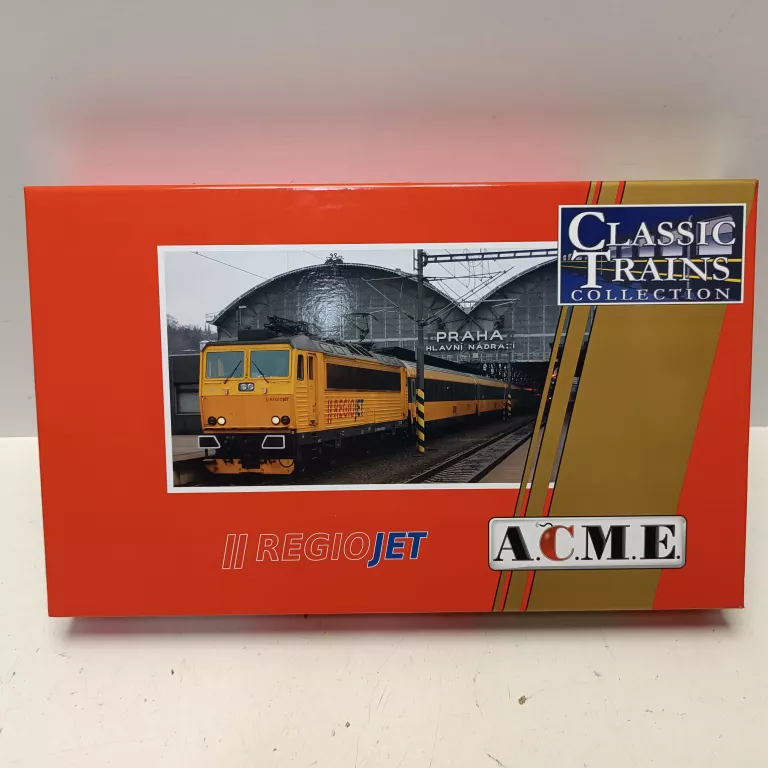 CLASSIC
TRAINS
COLLECTION
PRAHA
HLAVNÍ NÁDRAŽÍ
REGIOJET
|| REGIOJET
A.C.M.E.